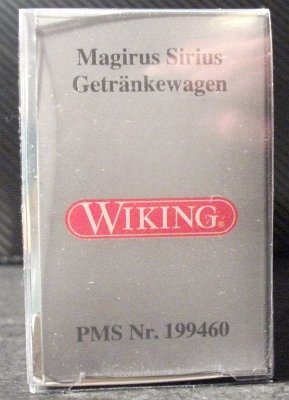 Magirus Sirius
Getränkewagen
WIKING®
PMS Nr. 199460